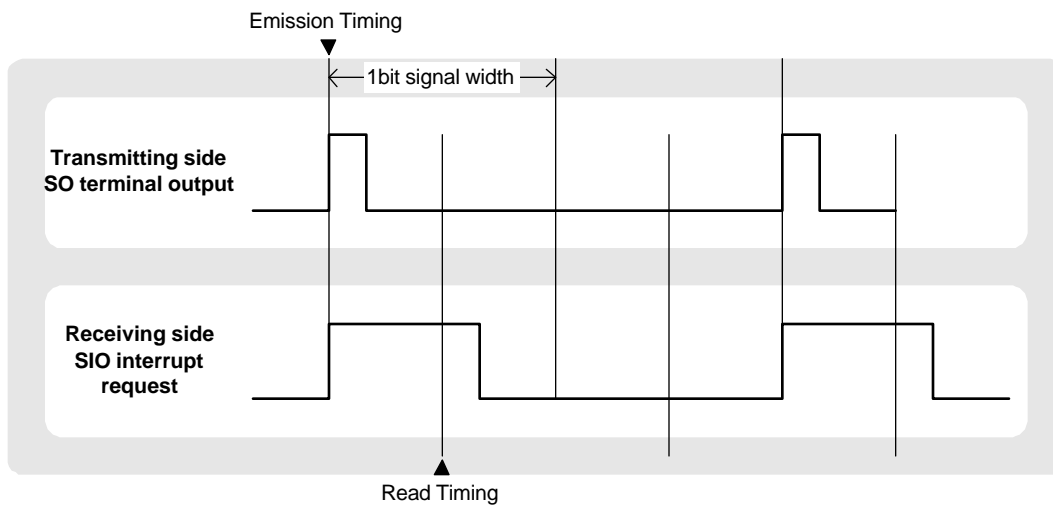 Emission Timing
1bit signal width
Transmitting side
SO terminal output
Receiving side
SIO interrupt
request
Read Timing